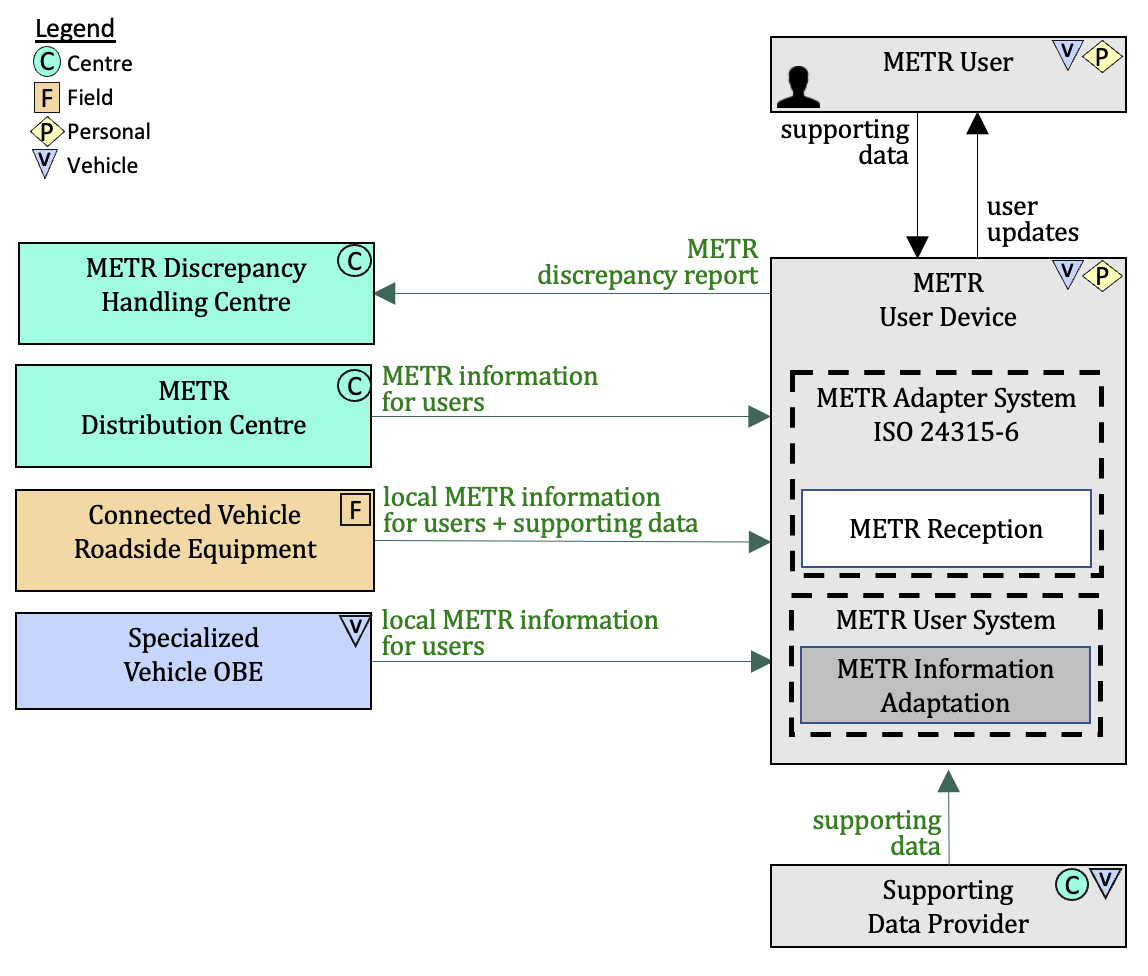 Legend
C Centre
F Field
P Personal
V Vehicle
METR User
V P
supporting
data
user
updates
METR Discrepancy
Handling Centre
C
METR
discrepancy report
METR
User Device
V P
METR
Distribution Centre
C
METR information
for users
METR Adapter System
ISO 24315-6
METR Reception
Connected Vehicle
Roadside Equipment
F
local METR information
for users + supporting data
Specialized
Vehicle OBE
V
local METR information
for users
METR User System
METR Information
Adaptation
supporting
data
Supporting
Data Provider
C V